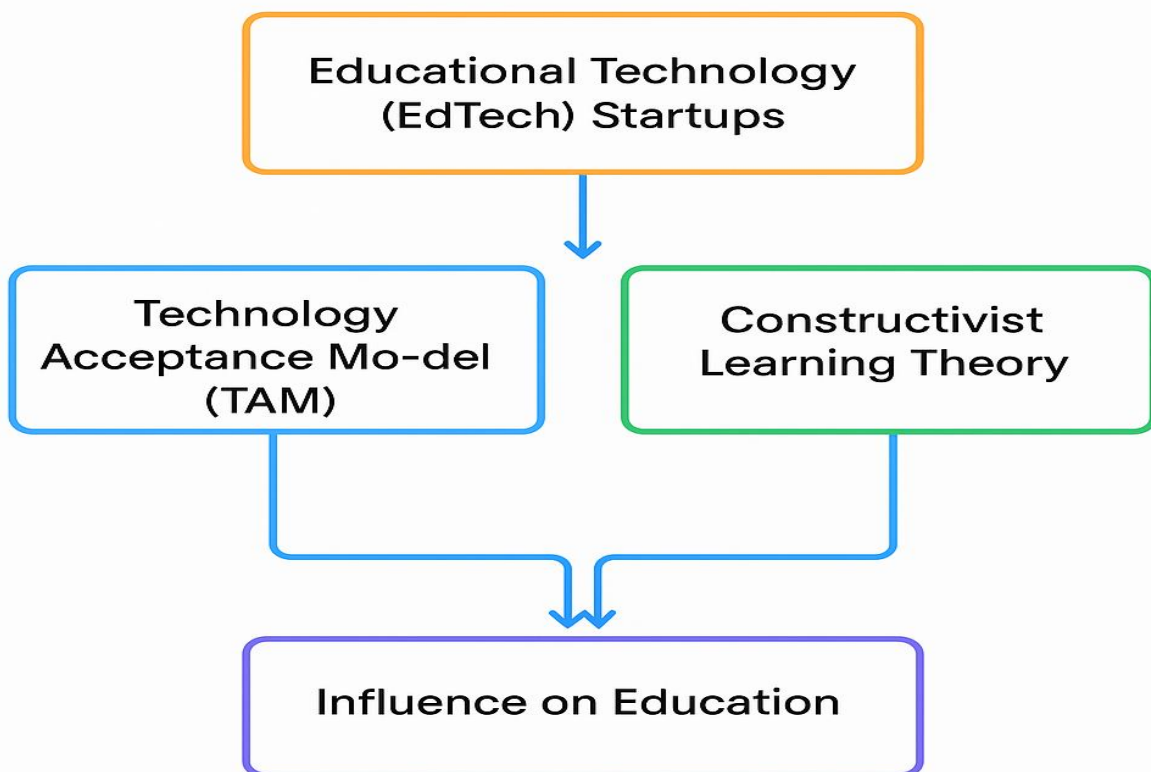 Educational Technology
(EdTech) Startups
Technology
Acceptance Mo-del
(TAM)
Constructivist
Learning Theory
Influence on Education